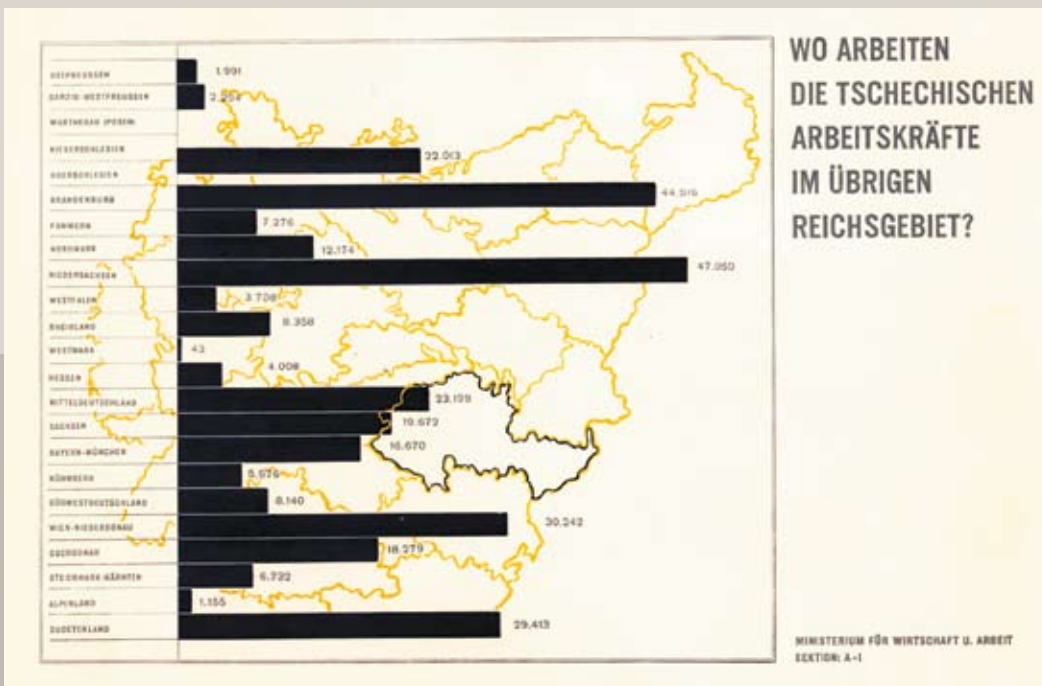 WO ARBEITEN
DIE TSCHECHISCHEN
ARBEITSKRÄFTE
IM ÜBRIGEN
REICHSGEBIET?
OSTPREUSSEN 1.991
DANZIG-WESTPREUSSEN
WARTHEGAU (POSEN)
NIEDERSCHLESIEN 22.013
OBERSCHLESIEN
BRANDENBURG
POMMERN 7.276
NORDMARK 12.174
NIEDERSACHSEN 47.050
WESTFALEN 3.708
RHEINLAND 8.358
WESTMARK 43
HESSEN 4.008
MITTELDEUTSCHLAND
SACHSEN 19.672
BAYERN-MÜNCHEN 16.670
NÜRNBERG
SÜDWESTDEUTSCHLAND 8.140
WIEN-NIEDERDONAU 30.242
OBERDONAU 18.279
STEIERMARK-KÄRNTEN 6.722
ALPENLAND 1.155
SUDETENLAND 29.413
MINISTERIUM FÜR WIRTSCHAFT U. ARBEIT
SEKTION: A-I